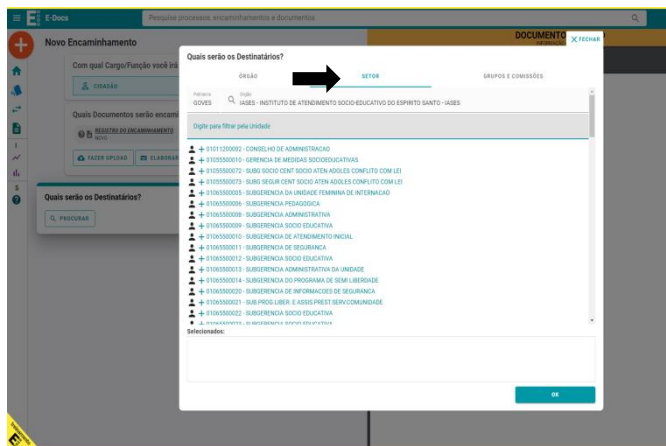 E-Docs
Pesquise processos, encaminhamentos e documentos
Novo Encaminhamento
DOCUMENTO
FECHAR
Com qual Cargo/Função você irá
CIDADÃO
Quais Documentos serão encami
REGISTRO DO ENCAMINHAMENTO
NOVO
FAZER UPLOAD
ELABORAR
Quais serão os Destinatários?
PROCURAR
Quais serão os Destinatários?
ÓRGÃO
SETOR
GRUPOS E COMISSÕES
Patriarca
GOVES
Órgão
IASES - INSTITUTO DE ATENDIMENTO SOCIO-EDUCATIVO DO ESPIRITO SANTO - IASES
Digite para filtrar pela Unidade
01011200002 - CONSELHO DE ADMINISTRACAO
01055500010 - GERENCIA DE MEDIDAS SOCIOEDUCATIVAS
01055500072 - SUBG SOCIO CENT SOCIO ATEN ADOLES CONFLITO COM LEI
01055500073 - SUBG SEGUR CENT SOCIO ATEN ADOLES CONFLITO COM LEI
01065500005 - SUBGERENCIA DA UNIDADE FEMININA DE INTERNACAO
01065500006 - SUBGERENCIA PEDAGOGICA
01065500008 - SUBGERENCIA ADMINISTRATIVA
01065500009 - SUBGERENCIA SOCIO EDUCATIVA
01065500010 - SUBGERENCIA DE ATENDIMENTO INICIAL
01065500011 - SUBGERENCIA DE SEGURANCA
01065500012 - SUBGERENCIA SOCIO EDUCATIVA
01065500013 - SUBGERENCIA ADMINISTRATIVA DA UNIDADE
01065500014 - SUBGERENCIA DO PROGRAMA DE SEMI LIBERDADE
01065500020 - SUBGERENCIA DE INFORMACOES DE SEGURANCA
01065500021 - SUB.PROG.LIBER. E ASSIS.PREST.SERV.COMUNIDADE
01065500022 - SUBGERENCIA SOCIO EDUCATIVA
01065500023 - SUBGERENCIA SOCIO EDUCATIVA
Selecionados:
OK